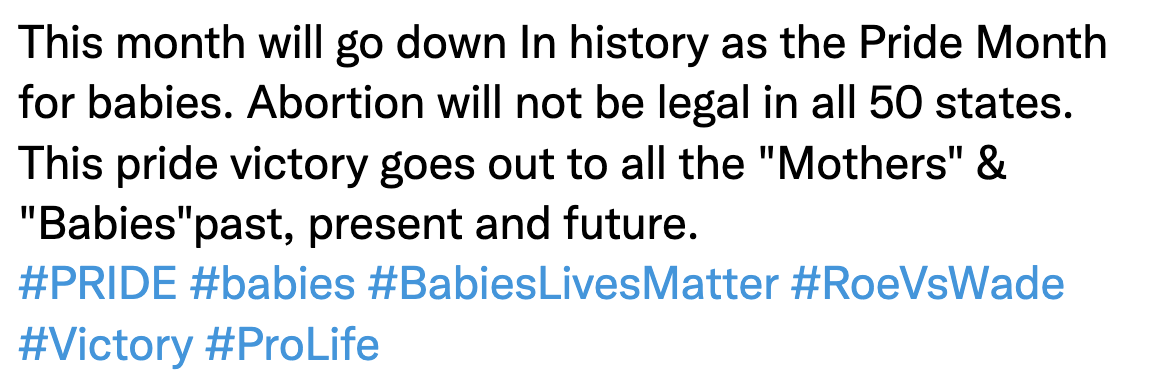 This month will go down In history as the Pride Month
for babies. Abortion will not be legal in all 50 states.
This pride victory goes out to all the "Mothers" &
"Babies"past, present and future.
#PRIDE #babies #BabiesLivesMatter #RoeVsWade
#Victory #ProLife